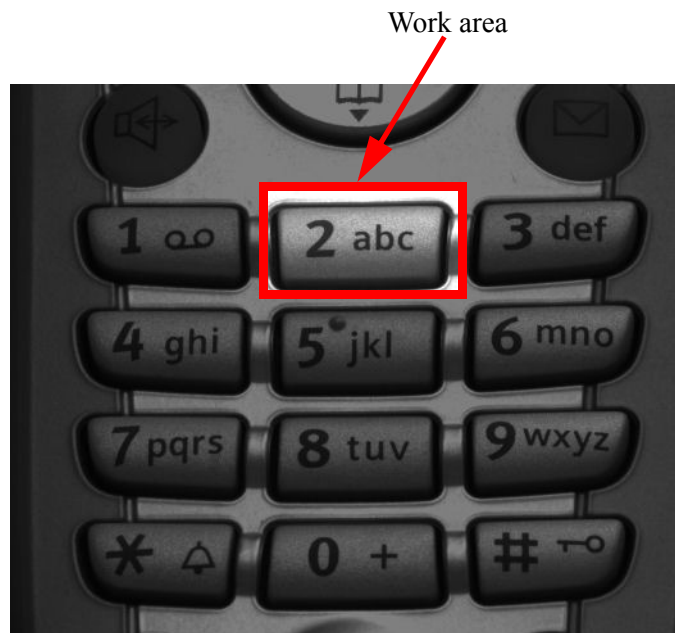 Work area
1 2 abc 3 def
4 ghi 5 jkl 6 mno
7 pqrs 8 tuv 9 wxyz
* 0 + #